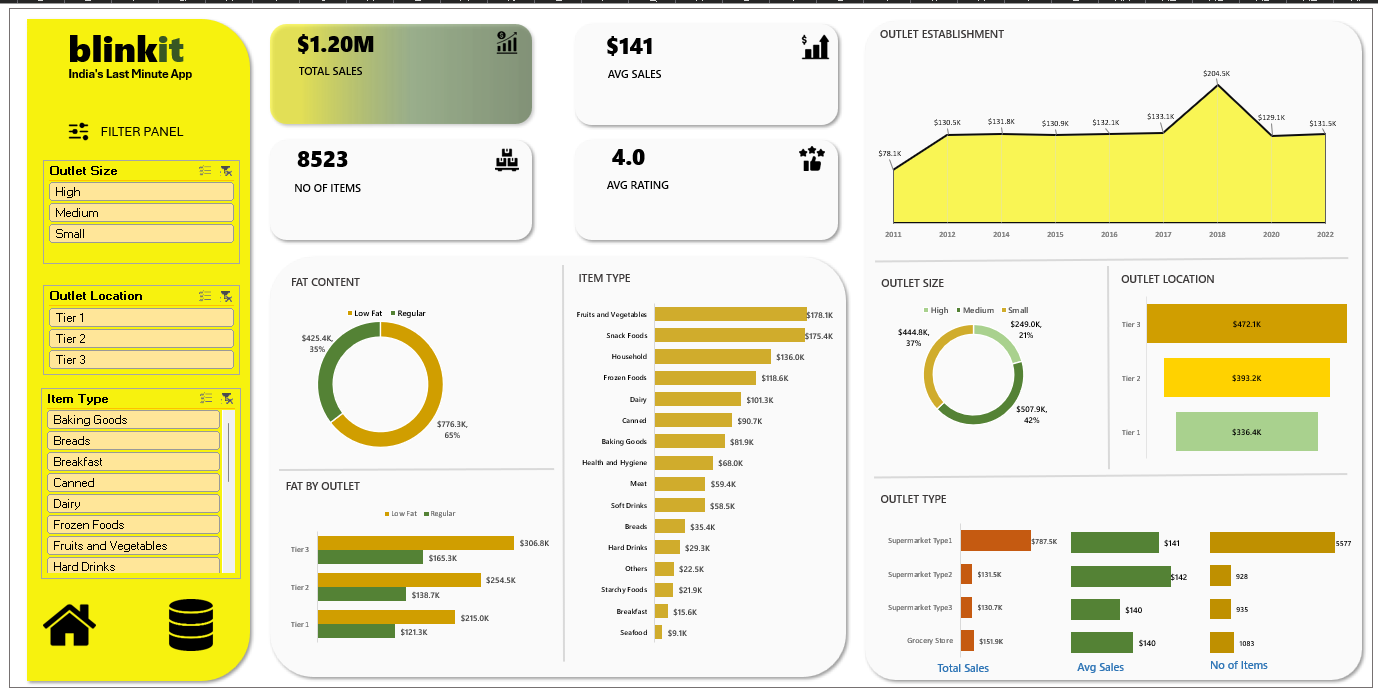 blinkit
India's Last Minute App
FILTER PANEL
Outlet Size
High
Medium
Small
Outlet Location
Tier 1
Tier 2
Tier 3
Item Type
Baking Goods
Breads
Breakfast
Canned
Dairy
Frozen Foods
Fruits and Vegetables
Hard Drinks
$1.20M
TOTAL SALES
$141
AVG SALES
8523
NO OF ITEMS
4.0
AVG RATING
FAT CONTENT
Low Fat Regular
$425.4K,
35%
$776.3K,
65%
FAT BY OUTLET
Low Fat Regular
Tier 3 $306.8K
$165.3K
Tier 2 $254.5K
$138.7K
Tier 1 $215.0K
$121.3K
ITEM TYPE
Fruits and Vegetables $178.1K
Snack Foods $175.4K
Household $136.0K
Frozen Foods $118.6K
Dairy $101.3K
Canned $90.7K
Baking Goods $81.9K
Health and Hygiene $68.0K
Meat $59.4K
Soft Drinks $58.5K
Breads $35.4K
Hard Drinks $29.3K
Others $22.5K
Starchy Foods $21.9K
Breakfast $15.6K
Seafood $9.1K
OUTLET ESTABLISHMENT
$78.1K $130.5K $131.8K $130.9K $132.1K $133.1K $204.5K $129.1K $131.5K
2011 2012 2014 2015 2016 2017 2018 2020 2022
OUTLET SIZE
High Medium Small
$444.8K,
37%
$249.0K,
21%
$507.9K,
42%
OUTLET LOCATION
Tier 3 $472.1K
Tier 2 $393.2K
Tier 1 $336.4K
OUTLET TYPE
Supermarket Type1 $787.5K $141 5577
Supermarket Type2 $131.5K $142 928
Supermarket Type3 $130.7K $140 935
Grocery Store $151.9K $140 1083
Total Sales Avg Sales No of Items